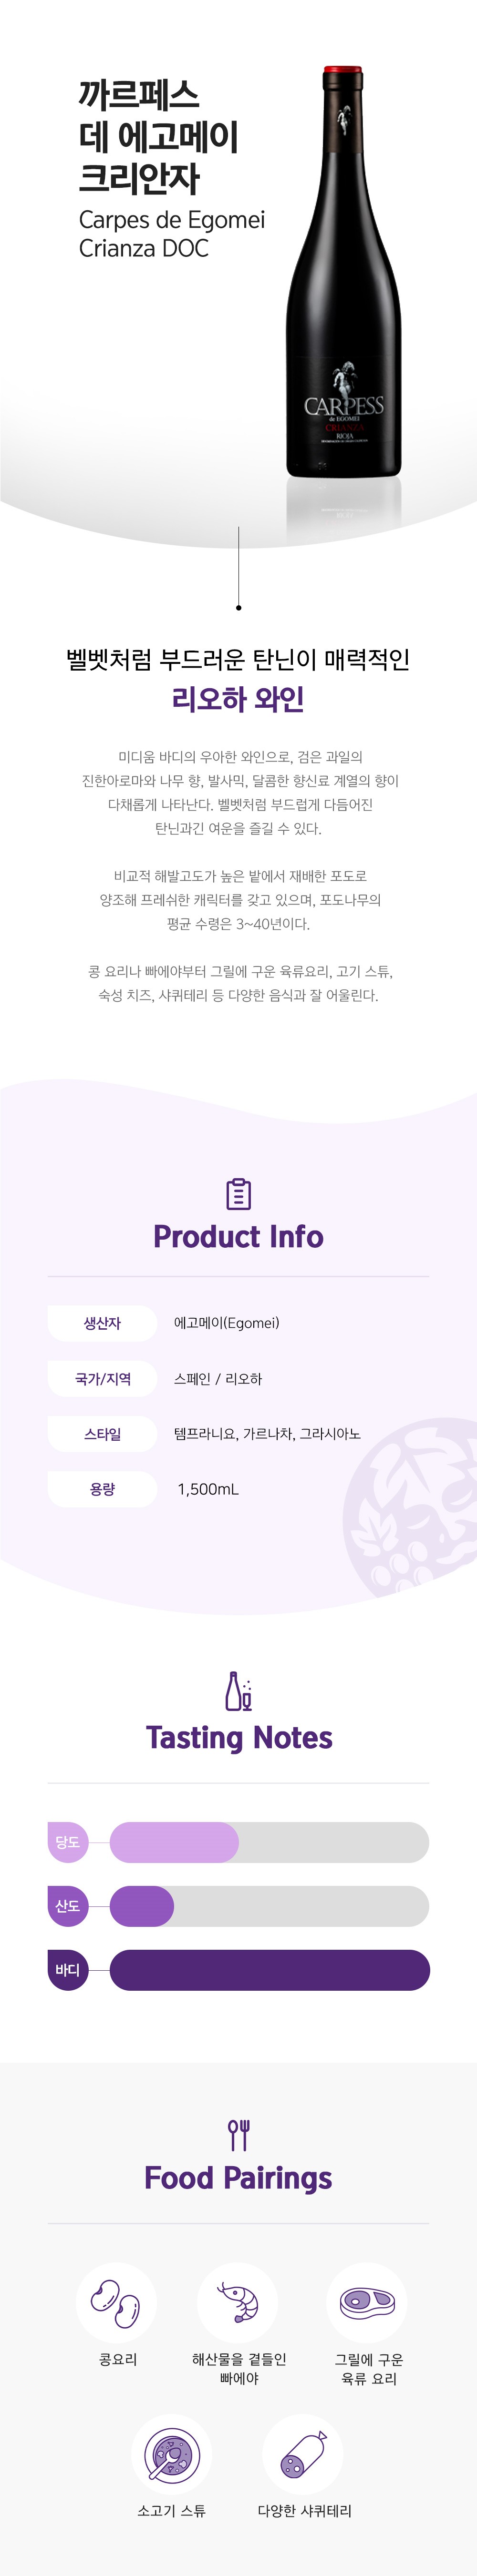 까르페스
데 에고메이
크리안자
Carpes de Egomei
Crianza DOC
CARPESS
de EGOMEI
CRIANZA
RIOJA
벨벳처럼 부드러운 탄닌이 매력적인
리오하 와인
미디움 바디의 우아한 와인으로, 검은 과일의
진한아로마와 나무 향, 발사믹, 달콤한 향신료 계열의 향이
다채롭게 나타난다. 벨벳처럼 부드럽게 다듬어진
탄닌과긴 여운을 즐길 수 있다.
비교적 해발고도가 높은 밭에서 재배한 포도로
양조해 프레쉬한 캐릭터를 갖고 있으며, 포도나무의
평균 수령은 3~40년이다.
콩 요리나 빠에야부터 그릴에 구운 육류요리, 고기 스튜,
숙성 치즈, 샤퀴테리 등 다양한 음식과 잘 어울린다.
Product Info
생산자 에고메이(Egomei)
국가/지역 스페인 / 리오하
스타일 템프라니요, 가르나차, 그라시아노
용량 1,500mL
Tasting Notes
당도
산도
바디
Food Pairings
콩요리
해산물을 곁들인
빠에야
그릴에 구운
육류 요리
소고기 스튜
다양한 샤퀴테리